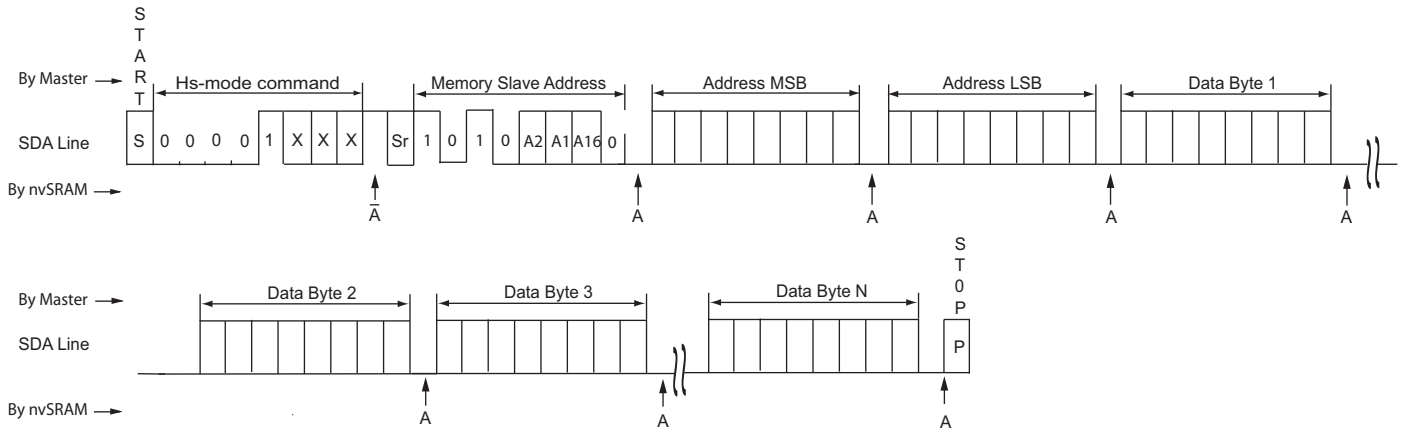 S
T
A
R
T
By Master
Hs-mode command
Memory Slave Address
Address MSB
Address LSB
Data Byte 1
SDA Line
S 0 0 0 0 1 X X X Sr 1 0 1 0 A2 A1 A16 0
By nvSRAM
A̅ A A A A
S
T
0
P
By Master
Data Byte 2
Data Byte 3
Data Byte N
SDA Line
P
By nvSRAM
A A A